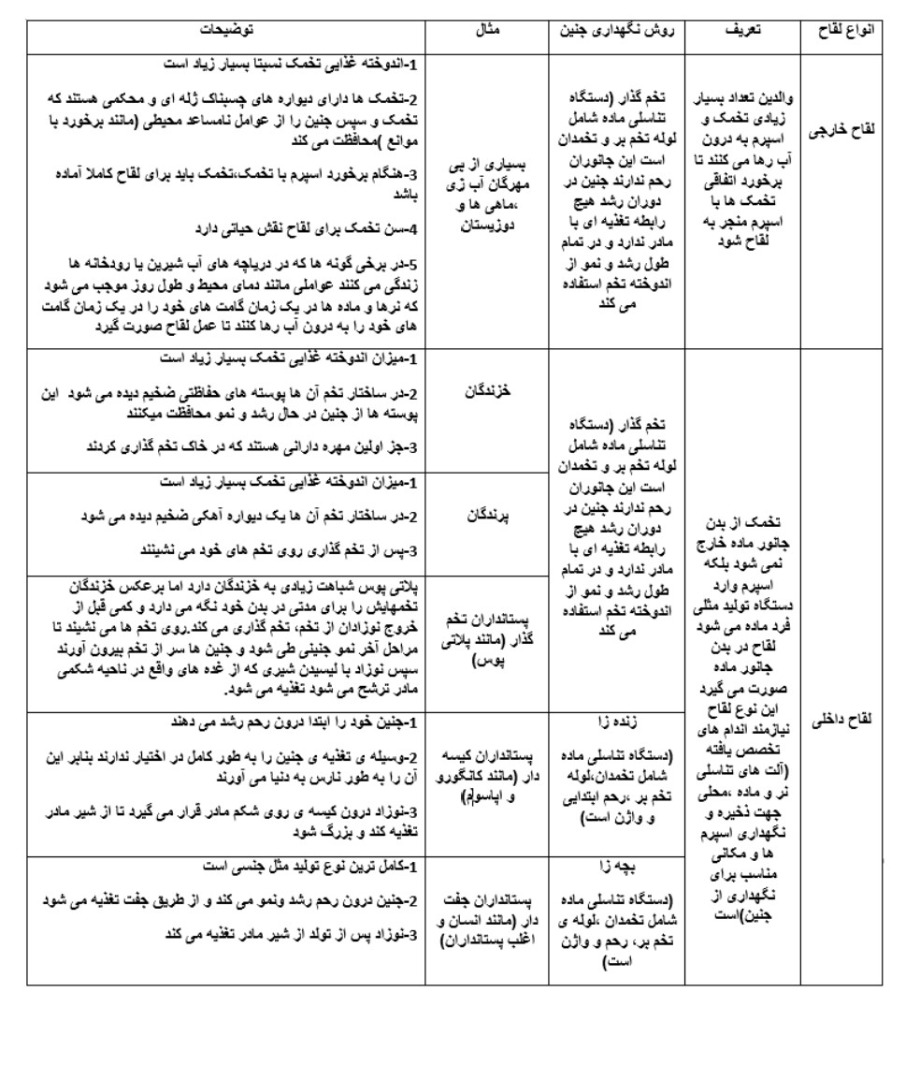 انواع لقاح
تعریف
روش نگهداری جنین
مثال
توضیحات
لقاح خارجی
والدین تعداد بسیار
زیادی تخمک و
اسپرم به درون
آب رها می کنند تا
برخورد اتفاقی
تخمک ها با
اسپرم منجر به
لقاح شود
تخم گذار (دستگاه
تناسلی ماده شامل
لوله تخم بر و تخمدان
است این جانوران
رحم ندارند جنین در
دوران رشد هیچ
رابطه تغذیه ای با
مادر ندارد و در تمام
طول رشد و نمو از
اندوخته تخم استفاده
می کند
بسیاری از بی
مهرگان آب زی
،ماهی ها و
دوزیستان
1-اندوخته غذایی تخمک نسبتا بسیار زیاد است
2-تخمک ها دارای دیواره های چسبناک ژله ای و محکمی هستند که
تخمک و سپس جنین را از عوامل نامساعد محیطی (مانند برخورد با
موانع )محافظت می کند
3-هنگام برخورد اسپرم با تخمک،تخمک باید برای لقاح کاملا آماده
باشد
4-سن تخمک برای لقاح نقش حیاتی دارد
5-در برخی گونه ها که در دریاچه های آب شیرین یا رودخانه ها
زندگی می کنند عواملی مانند دمای محیط و طول روز موجب می شود
که نرها و ماده ها در یک زمان گامت های خود را در یک زمان گامت
های خود را به درون آب رها کنند تا عمل لقاح صورت گیرد
لقاح داخلی
تخمک از بدن
جانور ماده خارج
نمی شود بلکه
اسپرم وارد
دستگاه تولید مثلی
فرد ماده می شود
لقاح در بدن
جانور ماده
صورت می گیرد
این نوع لقاح
نیازمند اندام های
تخصص یافته
(آلت های تناسلی
نر و ماده ،محلی
جهت ذخیره و
نگهداری اسپرم
ها و مکانی
مناسب برای
نگهداری از
جنین)است
تخم گذار (دستگاه
تناسلی ماده شامل
لوله تخم بر و تخمدان
است این جانوران
رحم ندارند جنین در
دوران رشد هیچ
رابطه تغذیه ای با
مادر ندارد و در تمام
طول رشد و نمو از
اندوخته تخم استفاده
می کند
خزندگان
1-میزان اندوخته غذایی تخمک بسیار زیاد است
2-در ساختار تخم آن ها پوسته های حفاظتی ضخیم دیده می شود این
پوسته ها از جنین در حال رشد و نمو محافظت میکنند
3-جز اولین مهره دارانی هستند که در خاک تخم گذاری کردند
پرندگان
1-میزان اندوخته غذایی تخمک بسیار زیاد است
2-در ساختار تخم آن ها یک دیواره آهکی ضخیم دیده می شود
3-پس از تخم گذاری روی تخم های خود می نشینند
پستانداران تخم
گذار (مانند پلاتی
پوس)
پلاتی پوس شباهت زیادی به خزندگان دارد اما برعکس خزندگان
تخمهایش را برای مدتی در بدن خود نگه می دارد و کمی قبل از
خروج نوزادان از تخم، تخم گذاری می کند.روی تخم ها می نشیند تا
مراحل آخر نمو جنینی طی شود و جنین ها سر از تخم بیرون آورند
سپس نوزاد با لیسیدن شیری که از غده های واقع در ناحیه شکمی
مادر ترشح می شود تغذیه می شود.
زنده زا
(دستگاه تناسلی ماده
شامل تخمدان،لوله
تخم بر ،رحم ابتدایی
و واژن است)
پستانداران کیسه
دار (مانند کانگورو
و اپاسوم)
1-جنین خود را ابتدا درون رحم رشد می دهند
2-وسیله ی تغذیه ی جنین را به طور کامل در اختیار ندارند بنابر این
آن را به طور نارس به دنیا می آورند
3-نوزاد درون کیسه ی روی شکم مادر قرار می گیرد تا از شیر مادر
تغذیه کند و بزرگ شود
بچه زا
(دستگاه تناسلی ماده
شامل تخمدان ،لوله ی
تخم بر، رحم و واژن
است)
پستانداران جفت
دار (مانند انسان و
اغلب پستانداران)
1-کامل ترین نوع تولید مثل جنسی است
2-جنین درون رحم رشد ونمو می کند و از طریق جفت تغذیه می شود
3-نوزاد پس از تولد از شیر مادر تغذیه می کند